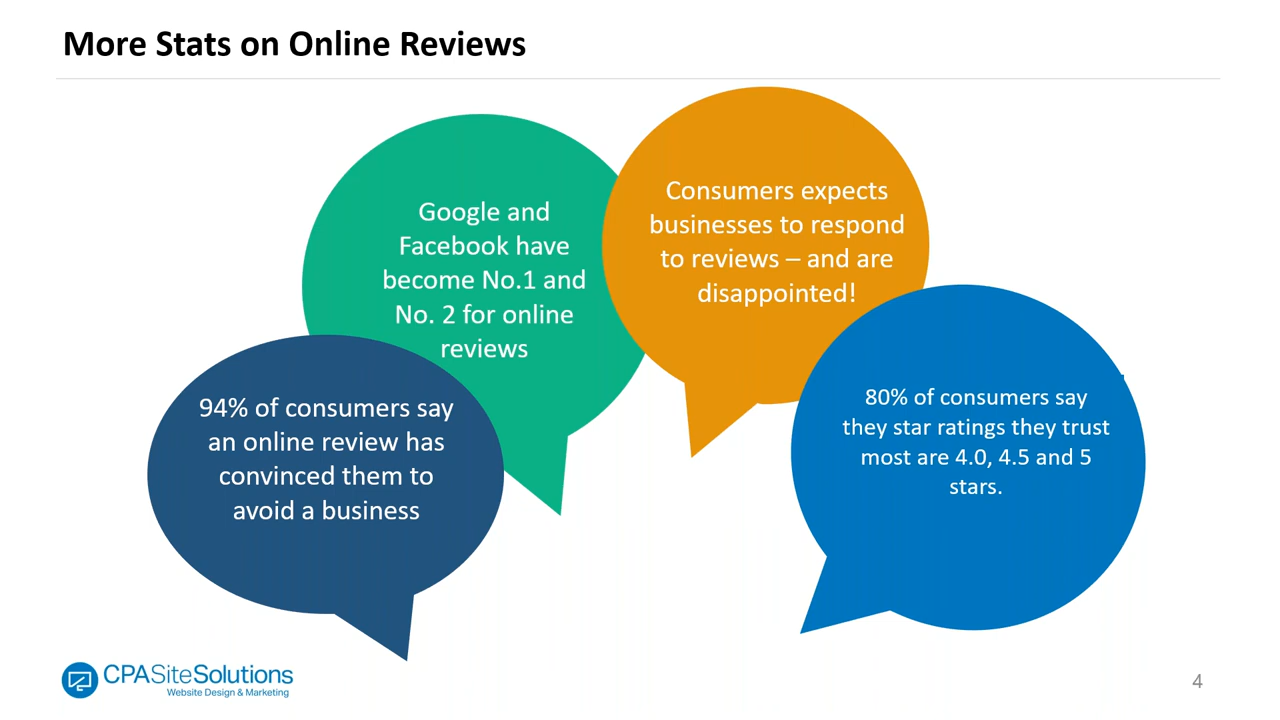 More Stats on Online Reviews
Google and
Facebook have
become No.1 and
No. 2 for online
reviews
Consumers expects
businesses to respond
to reviews – and are
disappointed!
94% of consumers say
an online review has
convinced them to
avoid a business
80% of consumers say
they star ratings they trust
most are 4.0, 4.5 and 5
stars.
CPASiteSolutions
Website Design & Marketing
4